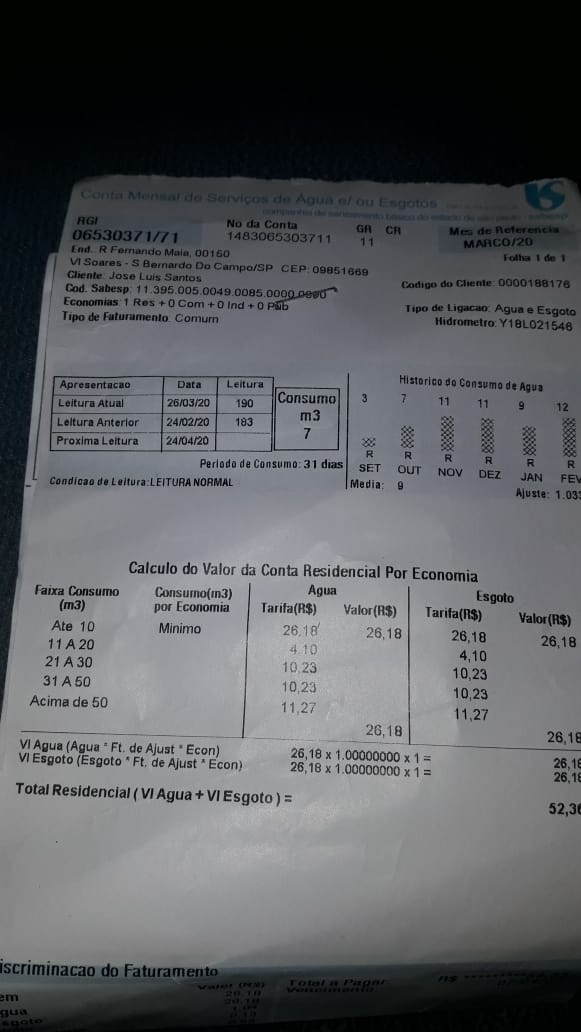 Conta Mensal de Serviços de Água e/ ou Esgotos
companhia de saneamento básico do estado de são paulo - sabesp
RGI
06530371/71
No da Conta
1483065303711
GR CR
11
Mes de Referencia
MARCO/20
Folha 1 de 1
End.: R Fernando Maia, 00150
Vl Soares - S Bernardo Do Campo/SP CEP: 09851669
Cliente: Jose Luis Santos
Codigo do Cliente: 0000188176
Cod. Sabesp: 11.395.005.0049.0085.0000.0890
Economias: 1 Res + 0 Com + 0 Ind + 0 Pub
Tipo de Ligacao: Agua e Esgoto
Tipo de Faturamento: Comum
Hidrometro: Y18L021546
Apresentacao Data Leitura
Leitura Atual 26/03/20 190
Leitura Anterior 24/02/20 183
Proxima Leitura 24/04/20
Consumo
m3
7
Periodo de Consumo: 31 dias
Condicao de Leitura: LEITURA NORMAL
Historico do Consumo de Agua
3 7 11 11 9 12
R R R R R R
SET OUT NOV DEZ JAN FEV
Media: 9
Ajuste: 1.03
Calculo do Valor da Conta Residencial Por Economia
Faixa Consumo (m3) Consumo(m3) por Economia Agua Esgoto
Tarifa(R$) Valor(R$) Tarifa(R$) Valor(R$)
Ate 10 Minimo 26,18 26,18 26,18 26,18
11 A 20 4,10 4,10
21 A 30 10,23 10,23
31 A 50 10,23 10,23
Acima de 50 11,27 11,27
26,18 26,18
Vl Agua (Agua * Ft. de Ajust * Econ) 26,18 x 1.00000000 x 1 = 26,18
Vl Esgoto (Esgoto * Ft. de Ajust * Econ) 26,18 x 1.00000000 x 1 = 26,18
Total Residencial ( Vl Agua + Vl Esgoto ) = 52,36
iscriminacao do Faturamento
Valor (R$) Total a Pagar R$
em Vencimento
gua
sgoto